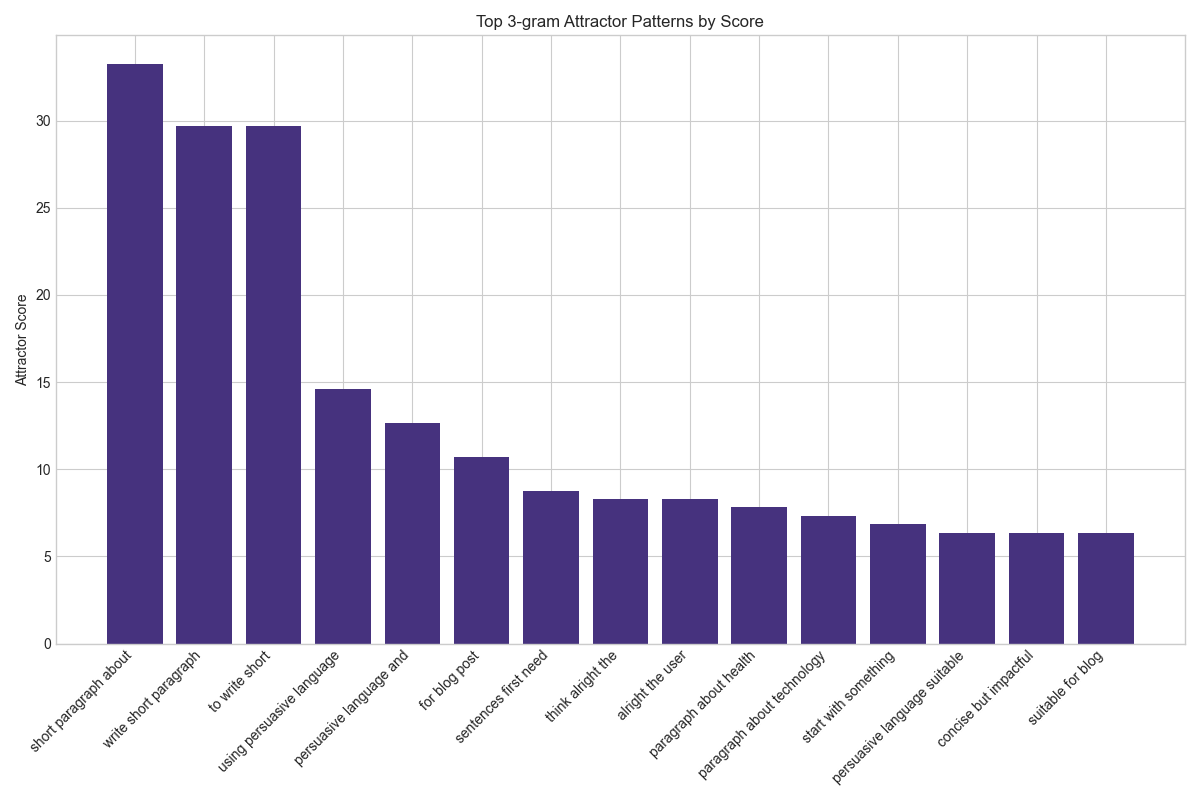 Top 3-gram Attractor Patterns by Score
Attractor Score
30
25
20
15
10
5
0
short paragraph about
write short paragraph
to write short
using persuasive language
persuasive language and
for blog post
sentences first need
think alright the
alright the user
paragraph about health
paragraph about technology
start with something
persuasive language suitable
concise but impactful
suitable for blog